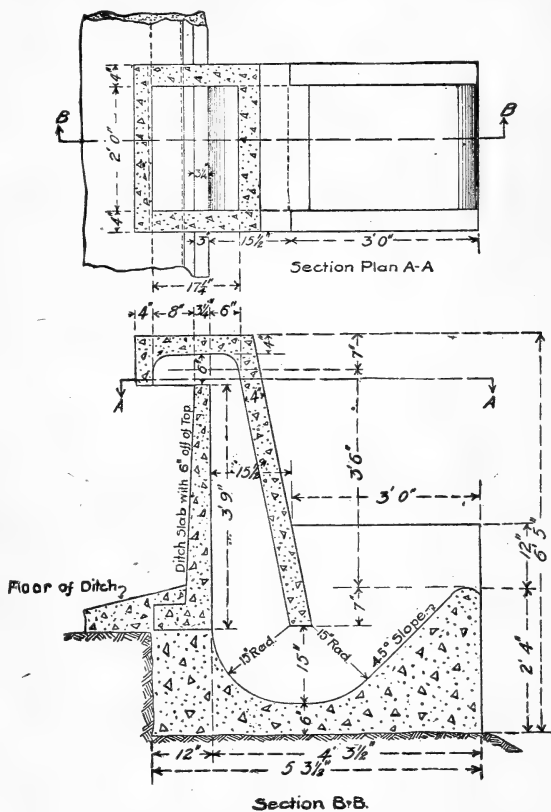 4"
B
B
2' 0"
3¼"
4"
3"
15½"
3' 0"
Section Plan A-A
17¼"
4"
8"
3¼"
6"
4"
7"
6"
A
A
4"
Ditch Slab with 6" off of Top
15½"
3' 9"
3' 6"
3' 0"
6' 5"
12"
Floor of Ditch
7"
15" Rad.
15" Rad.
45° Slope
15"
2' 4"
6"
12"
4' 3½"
5 3½"
Section B-B.